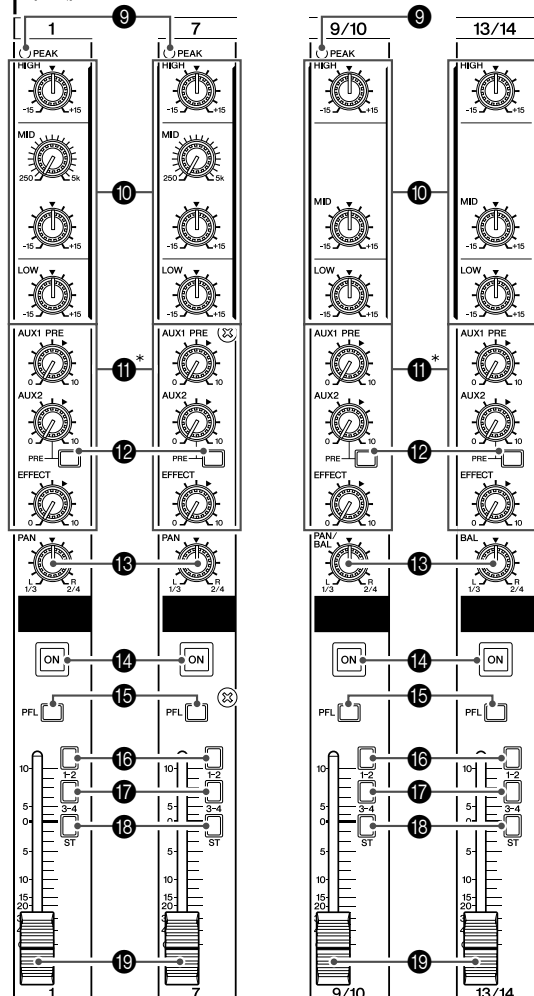 9 9
1 7 9/10 13/14
PEAK PEAK PEAK
HIGH HIGH HIGH HIGH
-15 +15 -15 +15 -15 +15 -15 +15
MID MID
250 5k 250 5k
10 10
MID MID
-15 +15 -15 +15 -15 +15 -15 +15
LOW LOW LOW LOW
-15 +15 -15 +15 -15 +15 -15 +15
AUX1 PRE AUX1 PRE AUX1 PRE AUX1 PRE
11* 11*
0 10 0 10 0 10 0 10
AUX2 AUX2 AUX2 AUX2
0 10 0 10 0 10 0 10
12 12
PRE PRE PRE PRE
EFFECT EFFECT EFFECT EFFECT
0 10 0 10 0 10 0 10
PAN PAN PAN/BAL BAL
13 13
L R L R L R L R
1/3 2/4 1/3 2/4 1/3 2/4 1/3 2/4
ON 14 ON ON 14 ON
15 15
PFL PFL PFL PFL
16 16
10 1-2 10 1-2 10 1-2 10 1-2
17 17
5 3-4 5 3-4 5 3-4 5 3-4
0 18 0 0 18 0
ST ST ST ST
5 5 5 5
10 10 10 10
15 15 15 15
20 20 20 20
19 19
1 7 9/10 13/14